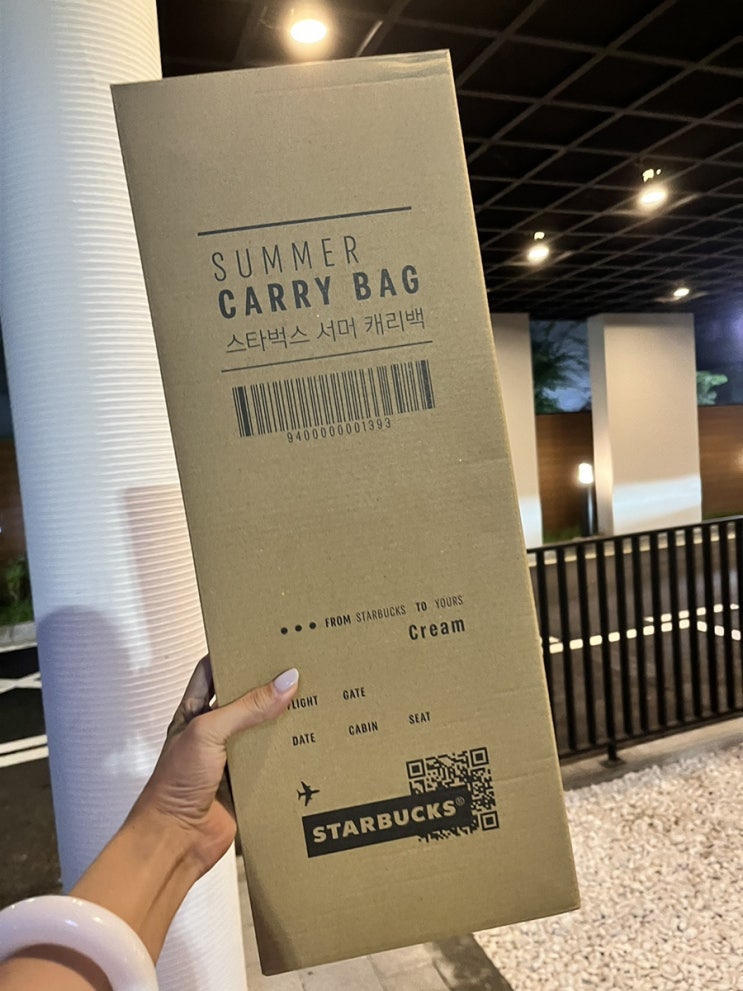 SUMMER
CARRY BAG
스타벅스 서머 캐리백
9400000001393
FROM STARBUCKS TO YOURS
Cream
GATE
DATE CABIN SEAT
STARBUCKS®